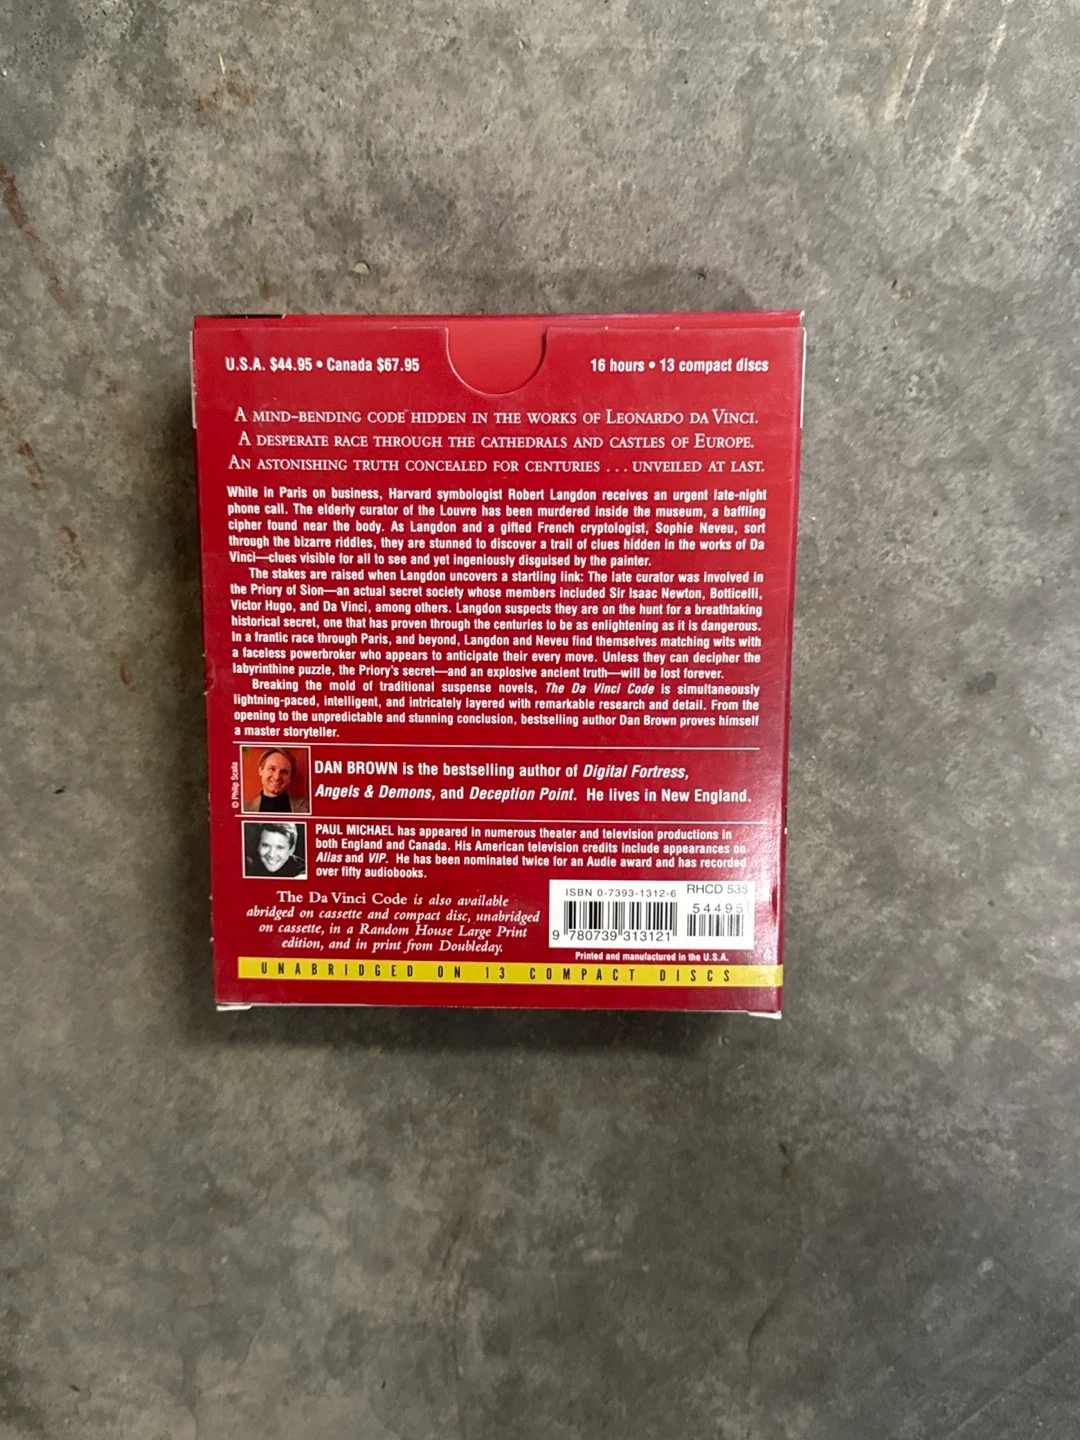 U.S.A. $44.95 • Canada $67.95
16 hours • 13 compact discs
A MIND-BENDING CODE HIDDEN IN THE WORKS OF LEONARDO DA VINCI.
A DESPERATE RACE THROUGH THE CATHEDRALS AND CASTLES OF EUROPE.
AN ASTONISHING TRUTH CONCEALED FOR CENTURIES . . . UNVEILED AT LAST.
While in Paris on business, Harvard symbologist Robert Langdon receives an urgent late-night
phone call. The elderly curator of the Louvre has been murdered inside the museum, a baffling
cipher found near the body. As Langdon and a gifted French cryptologist, Sophie Neveu, sort
through the bizarre riddles, they are stunned to discover a trail of clues hidden in the works of Da
Vinci—clues visible for all to see and yet ingeniously disguised by the painter.
The stakes are raised when Langdon uncovers a startling link: The late curator was involved in
the Priory of Sion—an actual secret society whose members included Sir Isaac Newton, Botticelli,
Victor Hugo, and Da Vinci, among others. Langdon suspects they are on the hunt for a breathtaking
historical secret, one that has proven through the centuries to be as enlightening as it is dangerous.
In a frantic race through Paris, and beyond, Langdon and Neveu find themselves matching wits with
a faceless powerbroker who appears to anticipate their every move. Unless they can decipher the
labyrinthine puzzle, the Priory's secret—and an explosive ancient truth—will be lost forever.
Breaking the mold of traditional suspense novels, The Da Vinci Code is simultaneously
lightning-paced, intelligent, and intricately layered with remarkable research and detail. From the
opening to the unpredictable and stunning conclusion, bestselling author Dan Brown proves himself
a master storyteller.
© Philip Scalia
DAN BROWN is the bestselling author of Digital Fortress,
Angels & Demons, and Deception Point. He lives in New England.
PAUL MICHAEL has appeared in numerous theater and television productions in
both England and Canada. His American television credits include appearances on
Alias and VIP. He has been nominated twice for an Audie award and has recorded
over fifty audiobooks.
The Da Vinci Code is also available
abridged on cassette and compact disc, unabridged
on cassette, in a Random House Large Print
edition, and in print from Doubleday.
ISBN 0-7393-1312-6 RHCD 538
54495
9 780739 313121
Printed and manufactured in the U.S.A.
UNABRIDGED ON 13 COMPACT DISCS